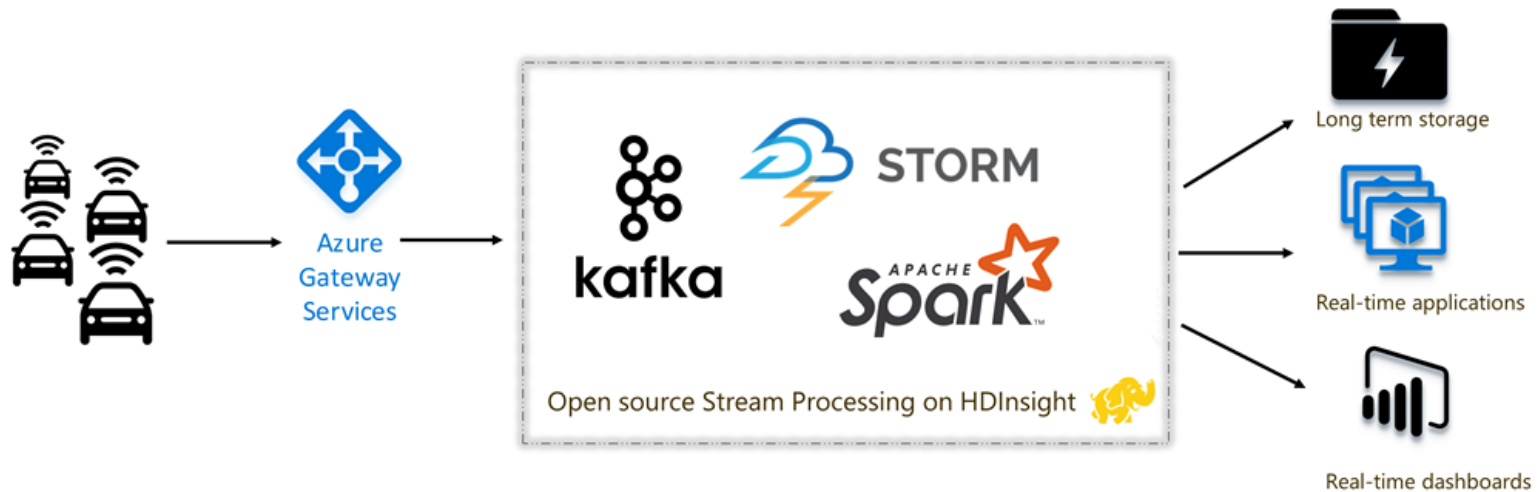 Azure
Gateway
Services
kafka
STORM
APACHE
Spark™
Open source Stream Processing on HDInsight
Long term storage
Real-time applications
Real-time dashboards